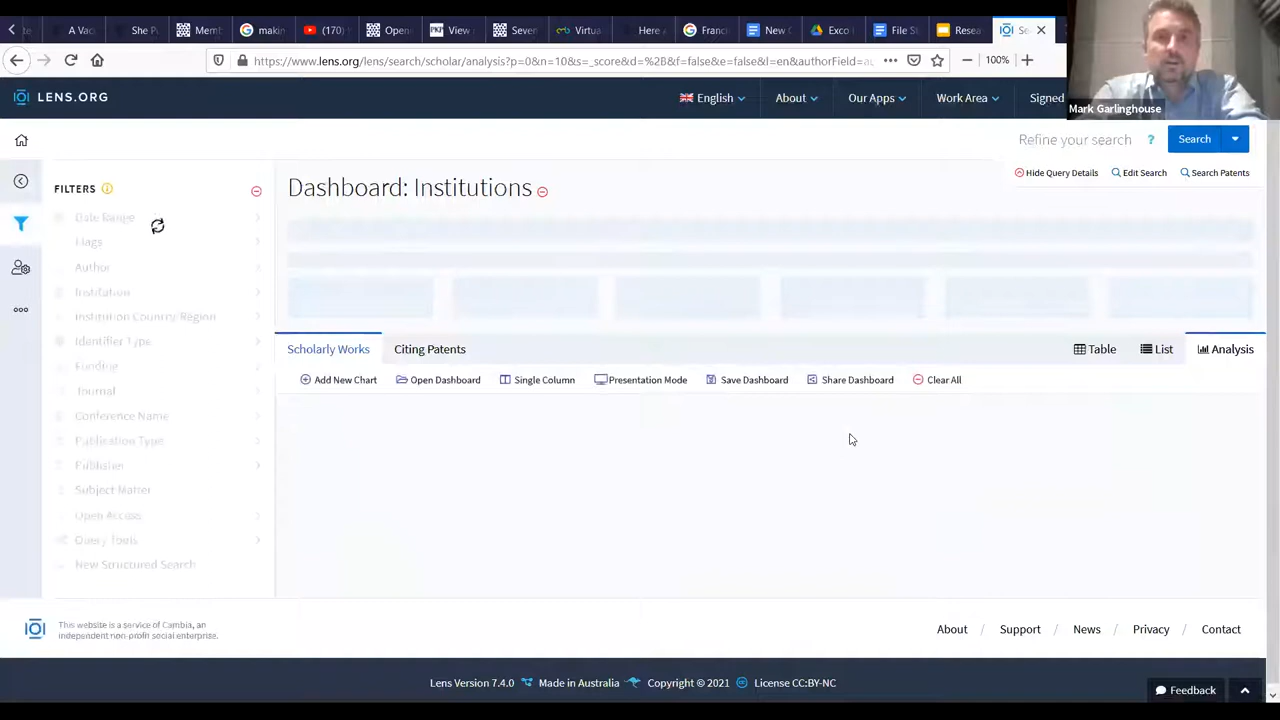 A Vac
She Pu
Memb
makin
(170)
Open
PKP View
Seven
Virtua
Here
Franci
New C
Exco I
File St
Resea
Se
https://www.lens.org/lens/search/scholar/analysis?p=0&n=10&s=_score&d=%2B&f=false&e=false&l=en&authorField=au
100%
LENS.ORG
English
About
Our Apps
Work Area
Signed
Mark Garlinghouse
Refine your search
?
Search
Hide Query Details
Edit Search
Search Patents
FILTERS
Dashboard: Institutions
Date Range
Flags
Author
Institution
Institution Country/Region
Identifier Type
Funding
Journal
Conference Name
Publication Type
Publisher
Subject Matter
Open Access
Query Tools
New Structured Search
Scholarly Works
Citing Patents
Table
List
Analysis
Add New Chart
Open Dashboard
Single Column
Presentation Mode
Save Dashboard
Share Dashboard
Clear All
This website is a service of Cambia, an
independent non-profit social enterprise.
About / Support / News / Privacy / Contact
Lens Version 7.4.0
Made in Australia
Copyright © 2021
License CC:BY-NC
Feedback